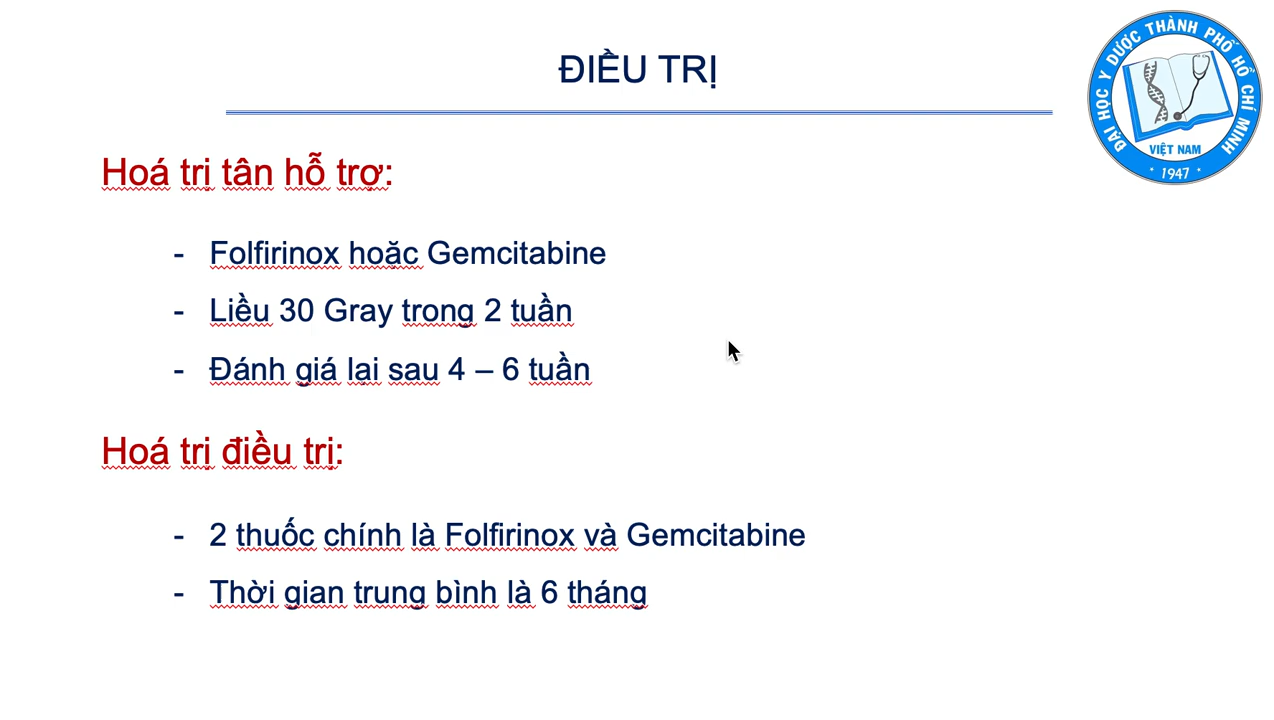 ĐIỀU TRỊ
ĐẠI HỌC Y DƯỢC THÀNH PHỐ HỒ CHÍ MINH
VIỆT NAM
1947
Hoá trị tân hỗ trợ:
- Folfirinox hoặc Gemcitabine
- Liều 30 Gray trong 2 tuần
- Đánh giá lại sau 4 – 6 tuần
Hoá trị điều trị:
- 2 thuốc chính là Folfirinox và Gemcitabine
- Thời gian trung bình là 6 tháng